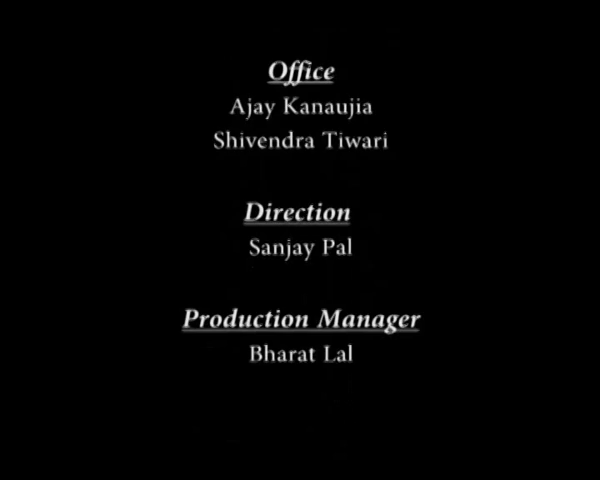 Office
Ajay Kanaujia
Shivendra Tiwari
Direction
Sanjay Pal
Production Manager
Bharat Lal